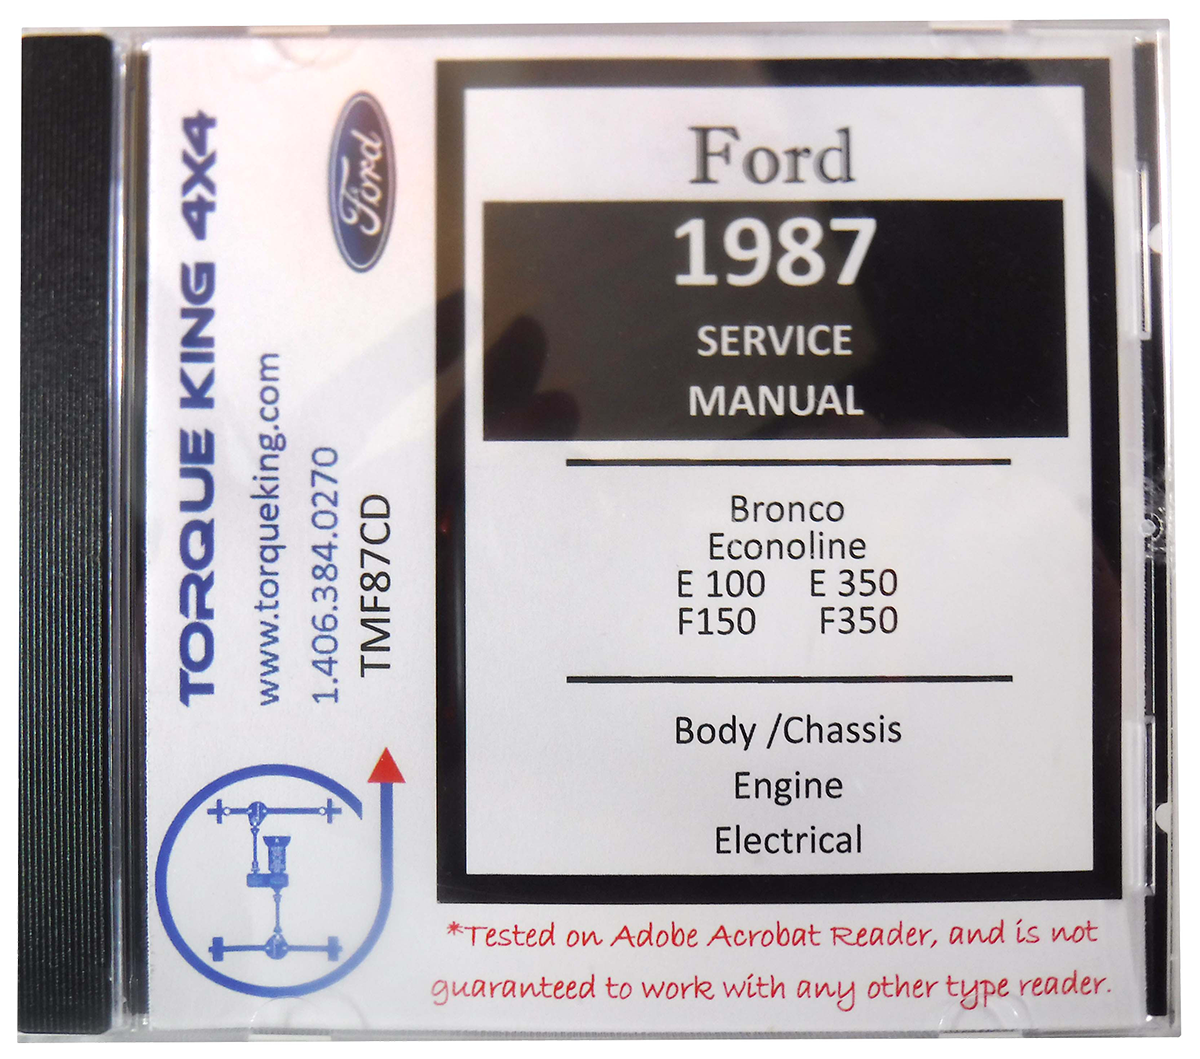 TORQUE KING 4X4
www.torqueking.com
1.406.384.0270
TMF87CD
Ford
Ford
1987
SERVICE
MANUAL
Bronco
Econoline
E 100 E 350
F150 F350
Body /Chassis
Engine
Electrical
*Tested on Adobe Acrobat Reader, and is not
guaranteed to work with any other type reader.